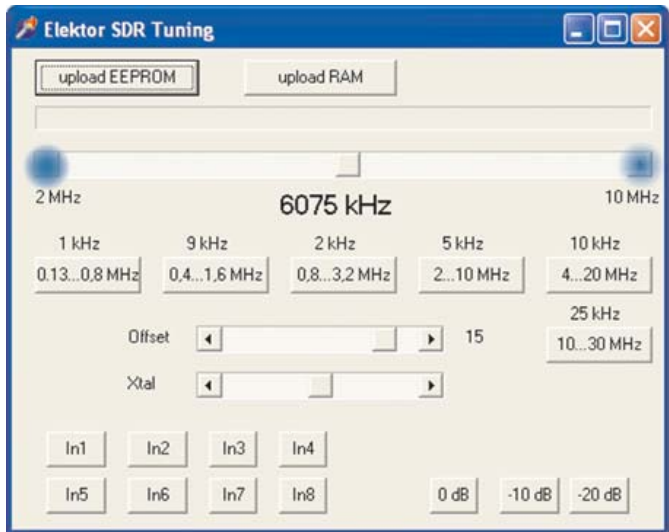 Elektor SDR Tuning
upload EEPROM upload RAM
2 MHz 6075 kHz 10 MHz
1 kHz 9 kHz 2 kHz 5 kHz 10 kHz
0.13...0,8 MHz 0,4...1,6 MHz 0,8...3,2 MHz 2...10 MHz 4...20 MHz
25 kHz
Offset 15 10...30 MHz
Xtal
In1 In2 In3 In4
In5 In6 In7 In8 0 dB -10 dB -20 dB